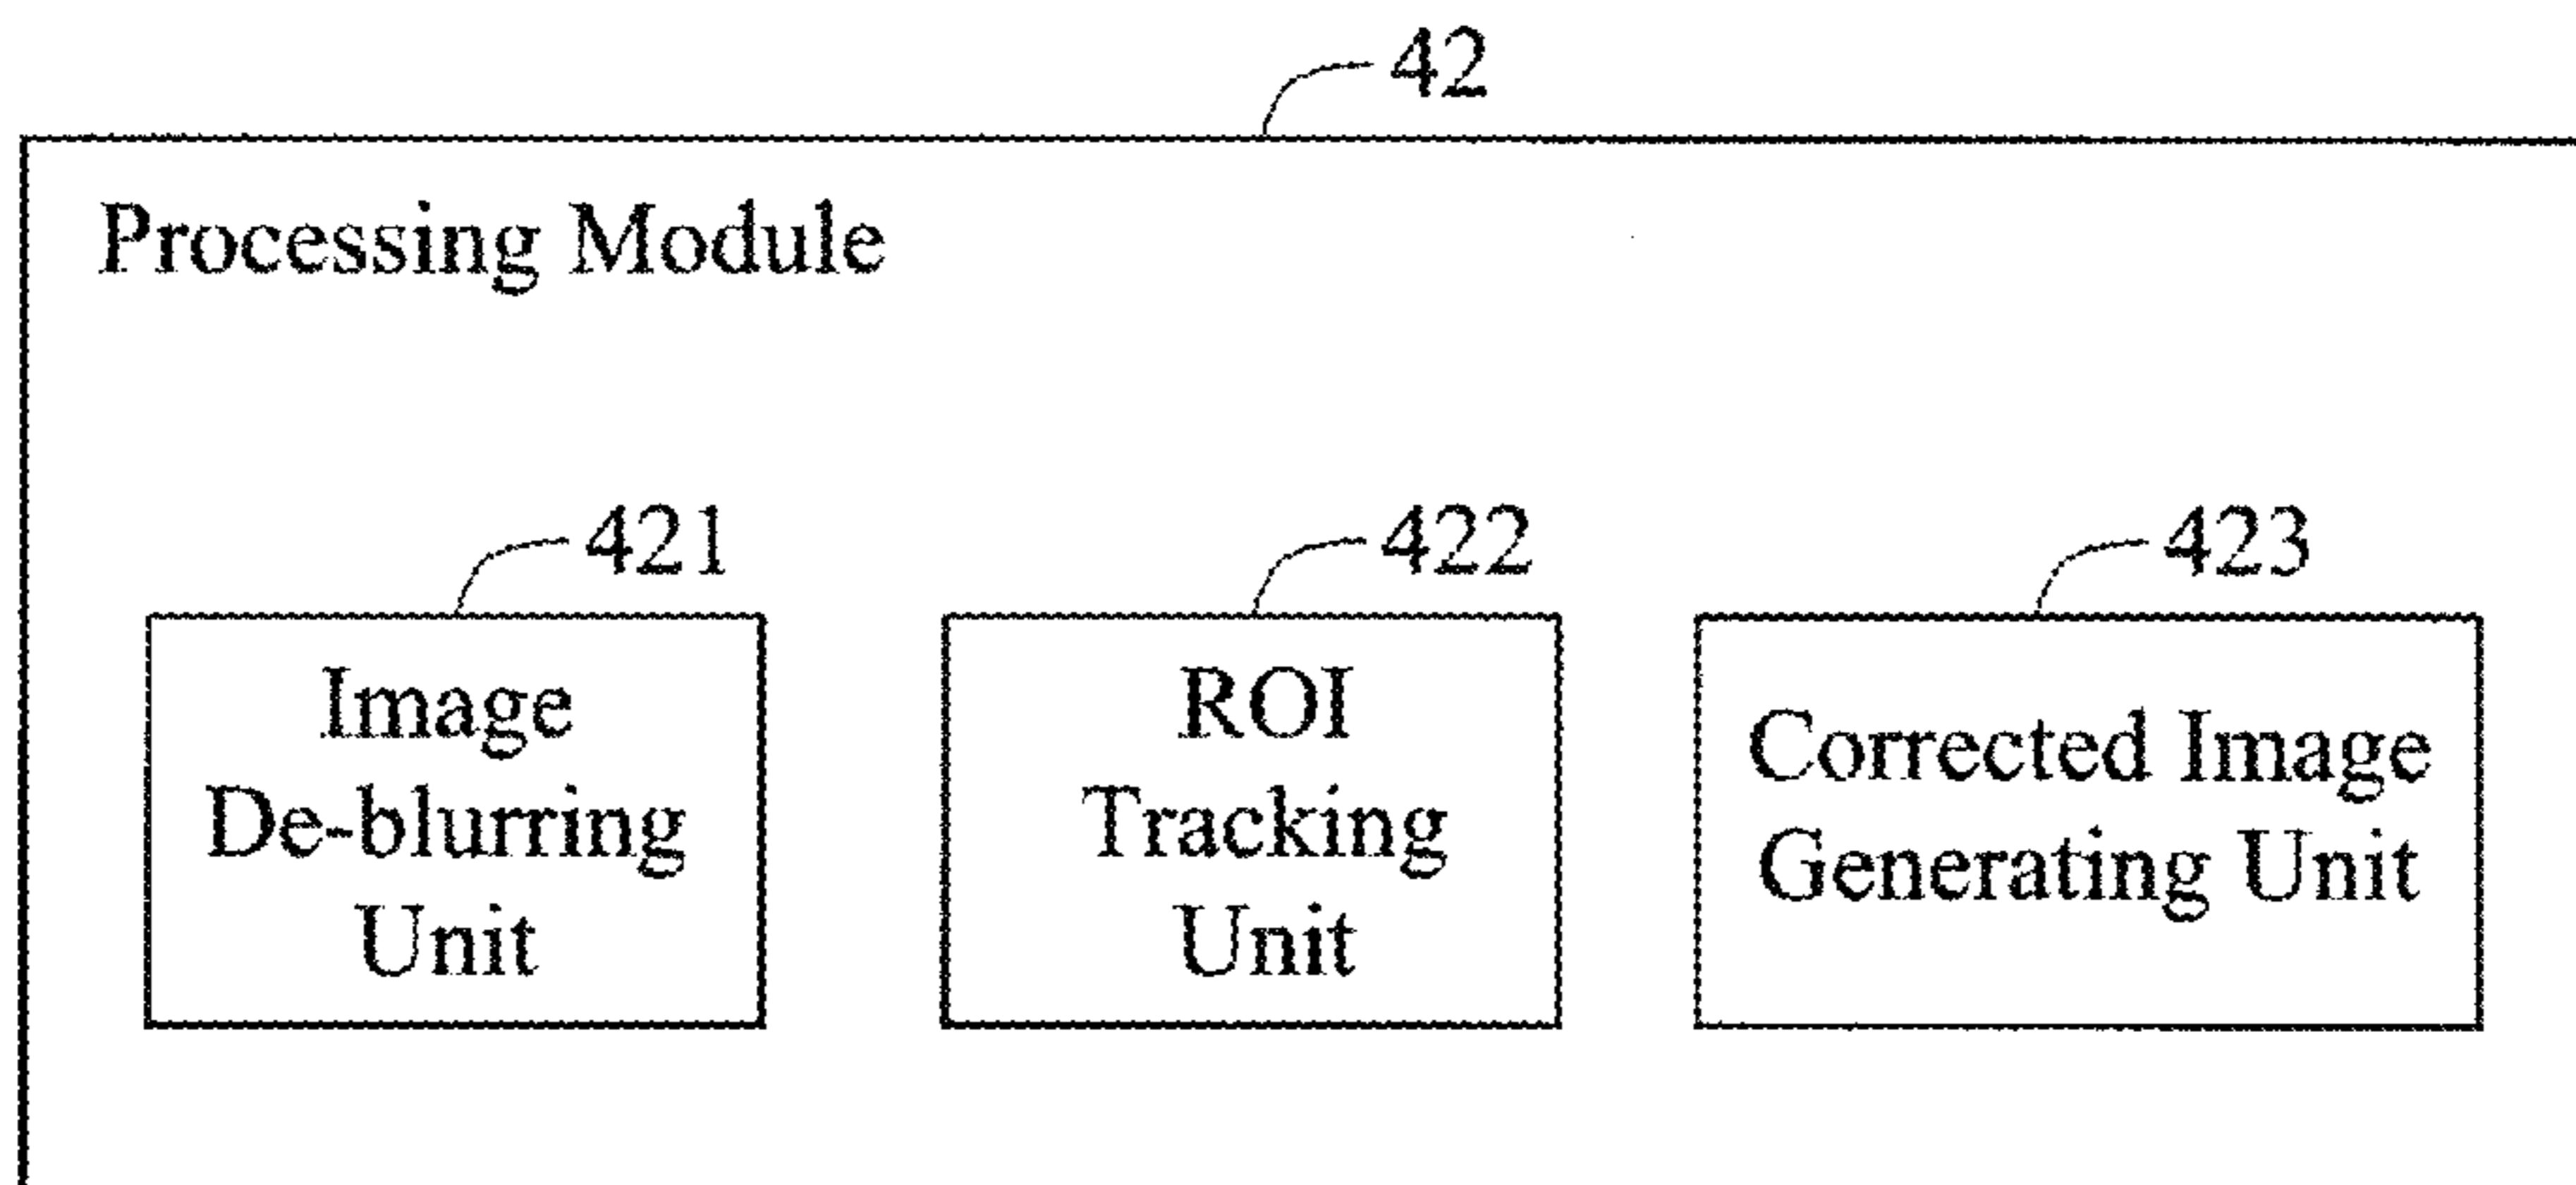 42
Processing Module
421
422
423
Image
De-blurring
Unit
ROI
Tracking
Unit
Corrected Image
Generating Unit